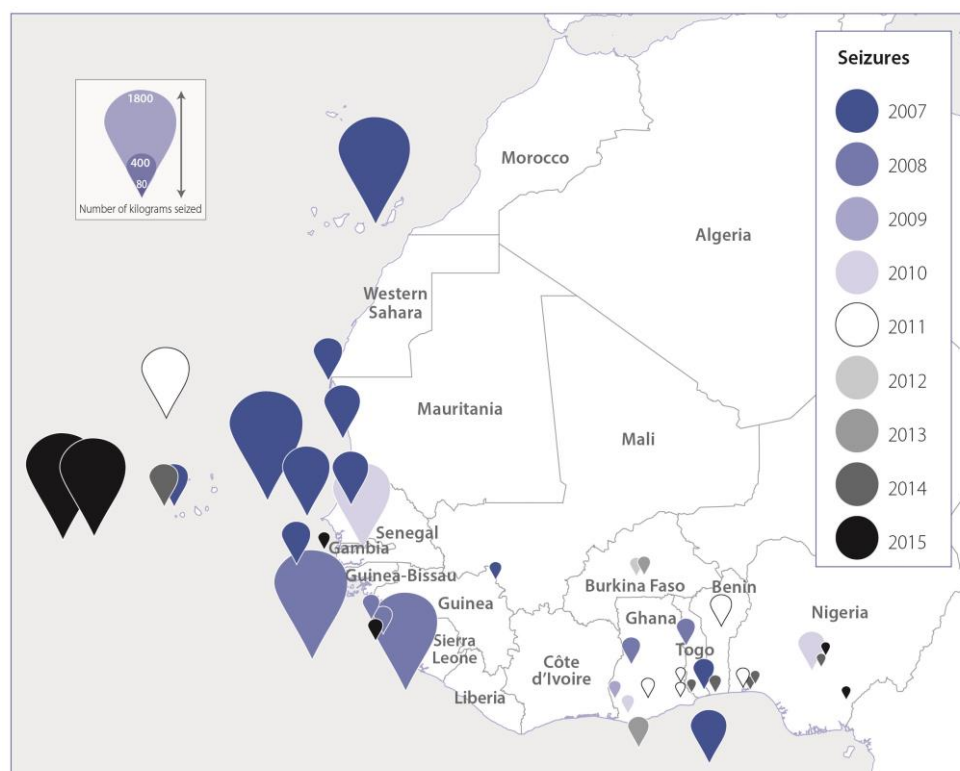 1800
400
80
Number of kilograms seized
Seizures
2007
2008
2009
2010
2011
2012
2013
2014
2015
Morocco
Algeria
Western
Sahara
Mauritania
Mali
Senegal
Gambia
Guinea-Bissau
Guinea
Burkina Faso
Benin
Nigeria
Ghana
Togo
Sierra
Leone
Côte
d’Ivoire
Liberia